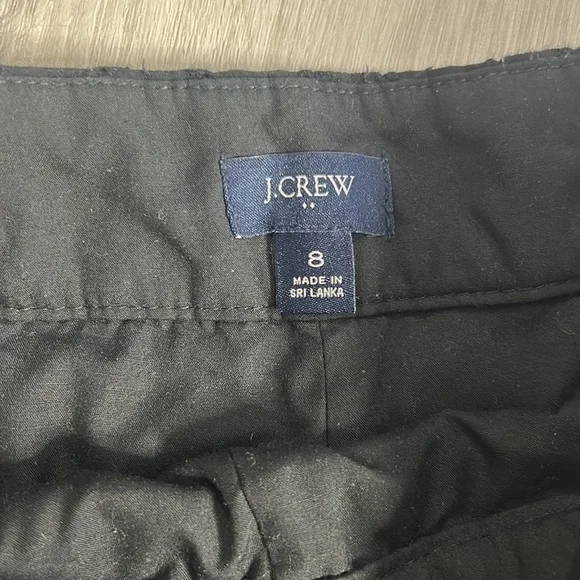 J.CREW
8
MADE IN
SRI LANKA